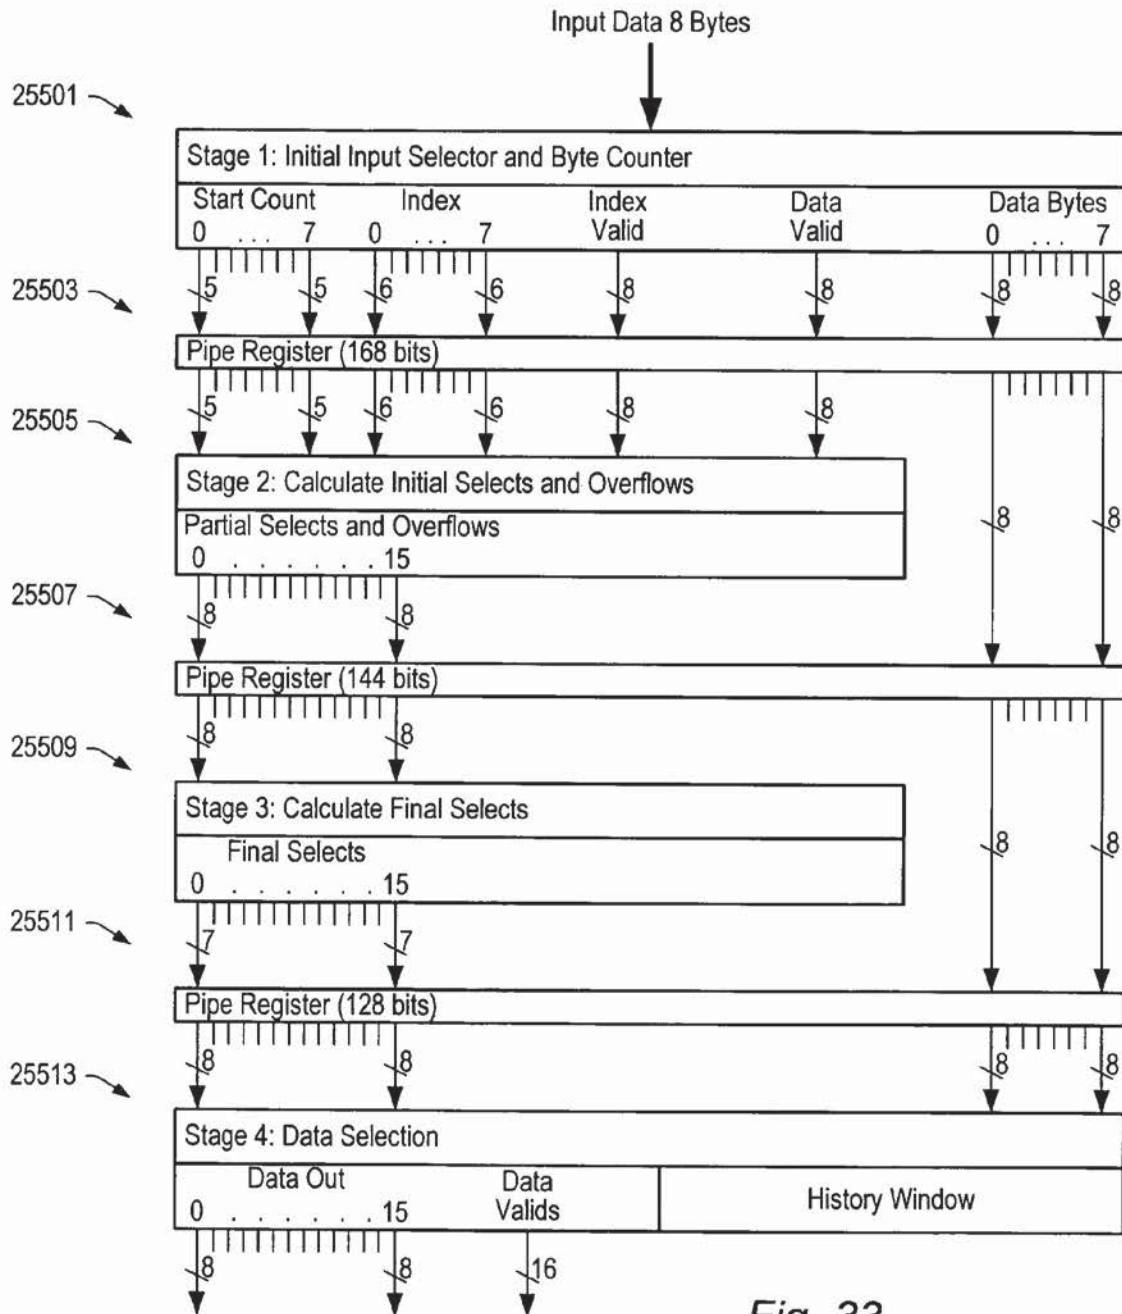 Input Data 8 Bytes
25501
Stage 1: Initial Input Selector and Byte Counter
Start Count Index Index Valid Data Valid Data Bytes
0 ... 7 0 ... 7 0 ... 7
25503
5 5 6 6 8 8 8 8
Pipe Register (168 bits)
25505
5 5 6 6 8 8
Stage 2: Calculate Initial Selects and Overflows
Partial Selects and Overflows
0 . . . . . . . 15
8 8
25507
8 8
Pipe Register (144 bits)
25509
8 8
Stage 3: Calculate Final Selects
Final Selects
0 . . . . . . . 15
8 8
25511
7 7
Pipe Register (128 bits)
25513
8 8 8 8
Stage 4: Data Selection
Data Out Data Valids History Window
0 . . . . . . . 15
8 8 16